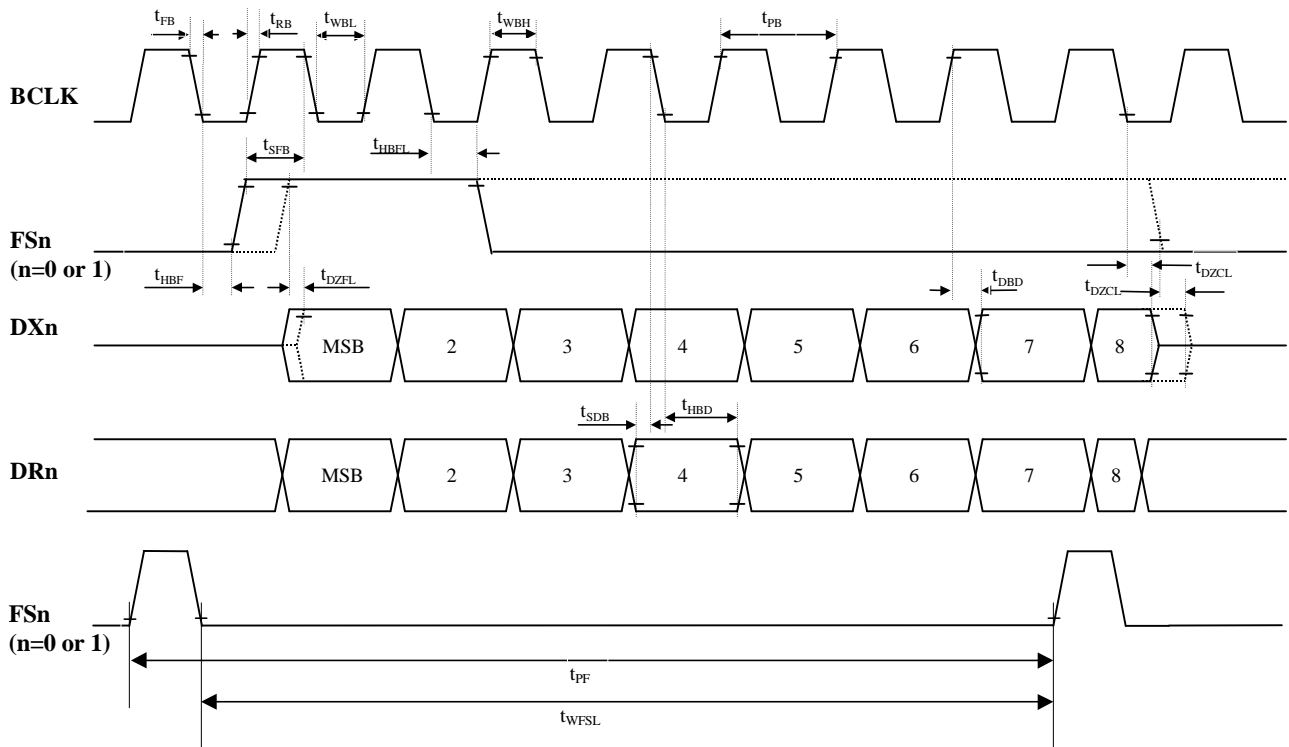 tFB tRB tWBL tWBH tPB
BCLK
tSFB tHBFL
FSn
(n=0 or 1)
tHBF tDZFL tDBD tDZCL
tDZCL
DXn MSB 2 3 4 5 6 7 8
tSDB tHBD
DRn MSB 2 3 4 5 6 7 8
FSn
(n=0 or 1)
tPF
tWFSL